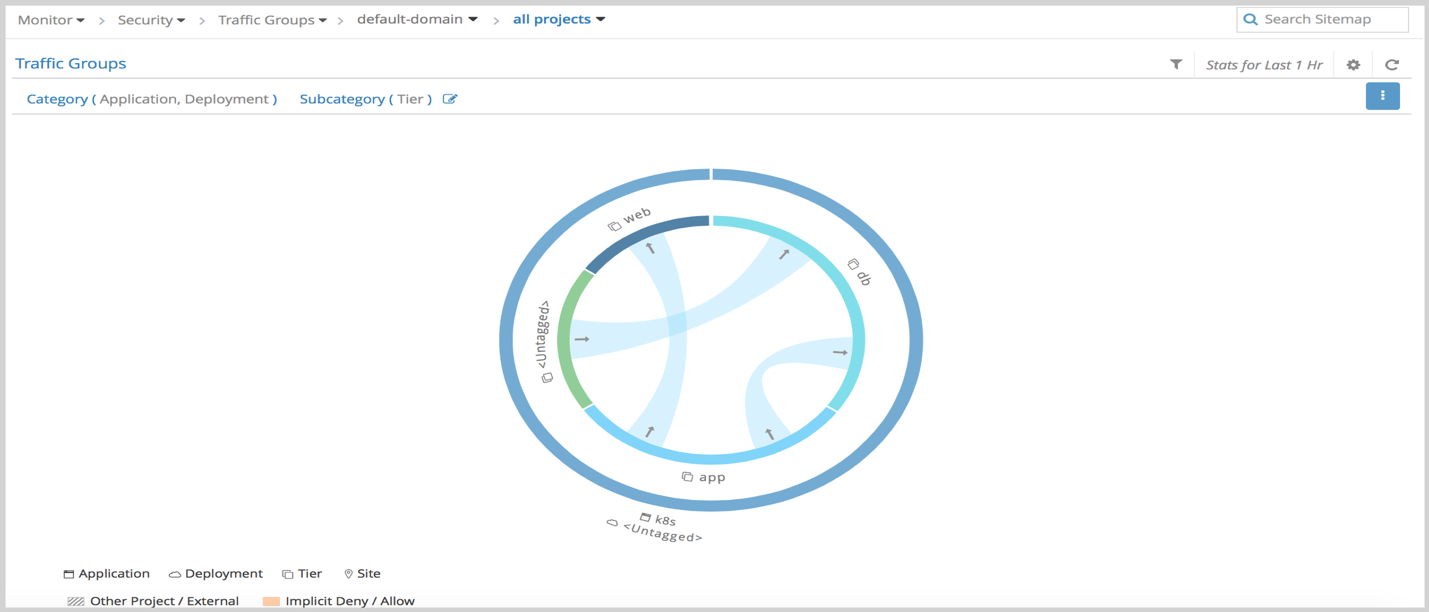 Monitor > Security > Traffic Groups > default-domain > all projects
Search Sitemap
Traffic Groups
Stats for Last 1 Hr
Category ( Application, Deployment ) Subcategory ( Tier )
web
db
<Untagged>
app
k8s
<Untagged>
Application Deployment Tier Site
Other Project / External Implicit Deny / Allow